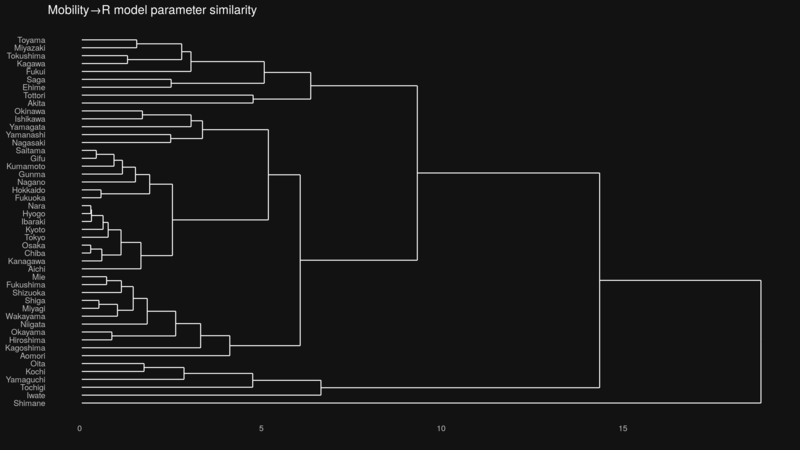 Mobility→R model parameter similarity
Toyama
Miyazaki
Tokushima
Kagawa
Fukui
Saga
Ehime
Tottori
Akita
Okinawa
Ishikawa
Yamagata
Yamanashi
Nagasaki
Saitama
Gifu
Kumamoto
Gunma
Nagano
Hokkaido
Fukuoka
Nara
Hyogo
Ibaraki
Kyoto
Tokyo
Osaka
Chiba
Kanagawa
Aichi
Mie
Fukushima
Shizuoka
Shiga
Miyagi
Wakayama
Niigata
Okayama
Hiroshima
Kagoshima
Aomori
Oita
Kochi
Yamaguchi
Tochigi
Iwate
Shimane
0 5 10 15